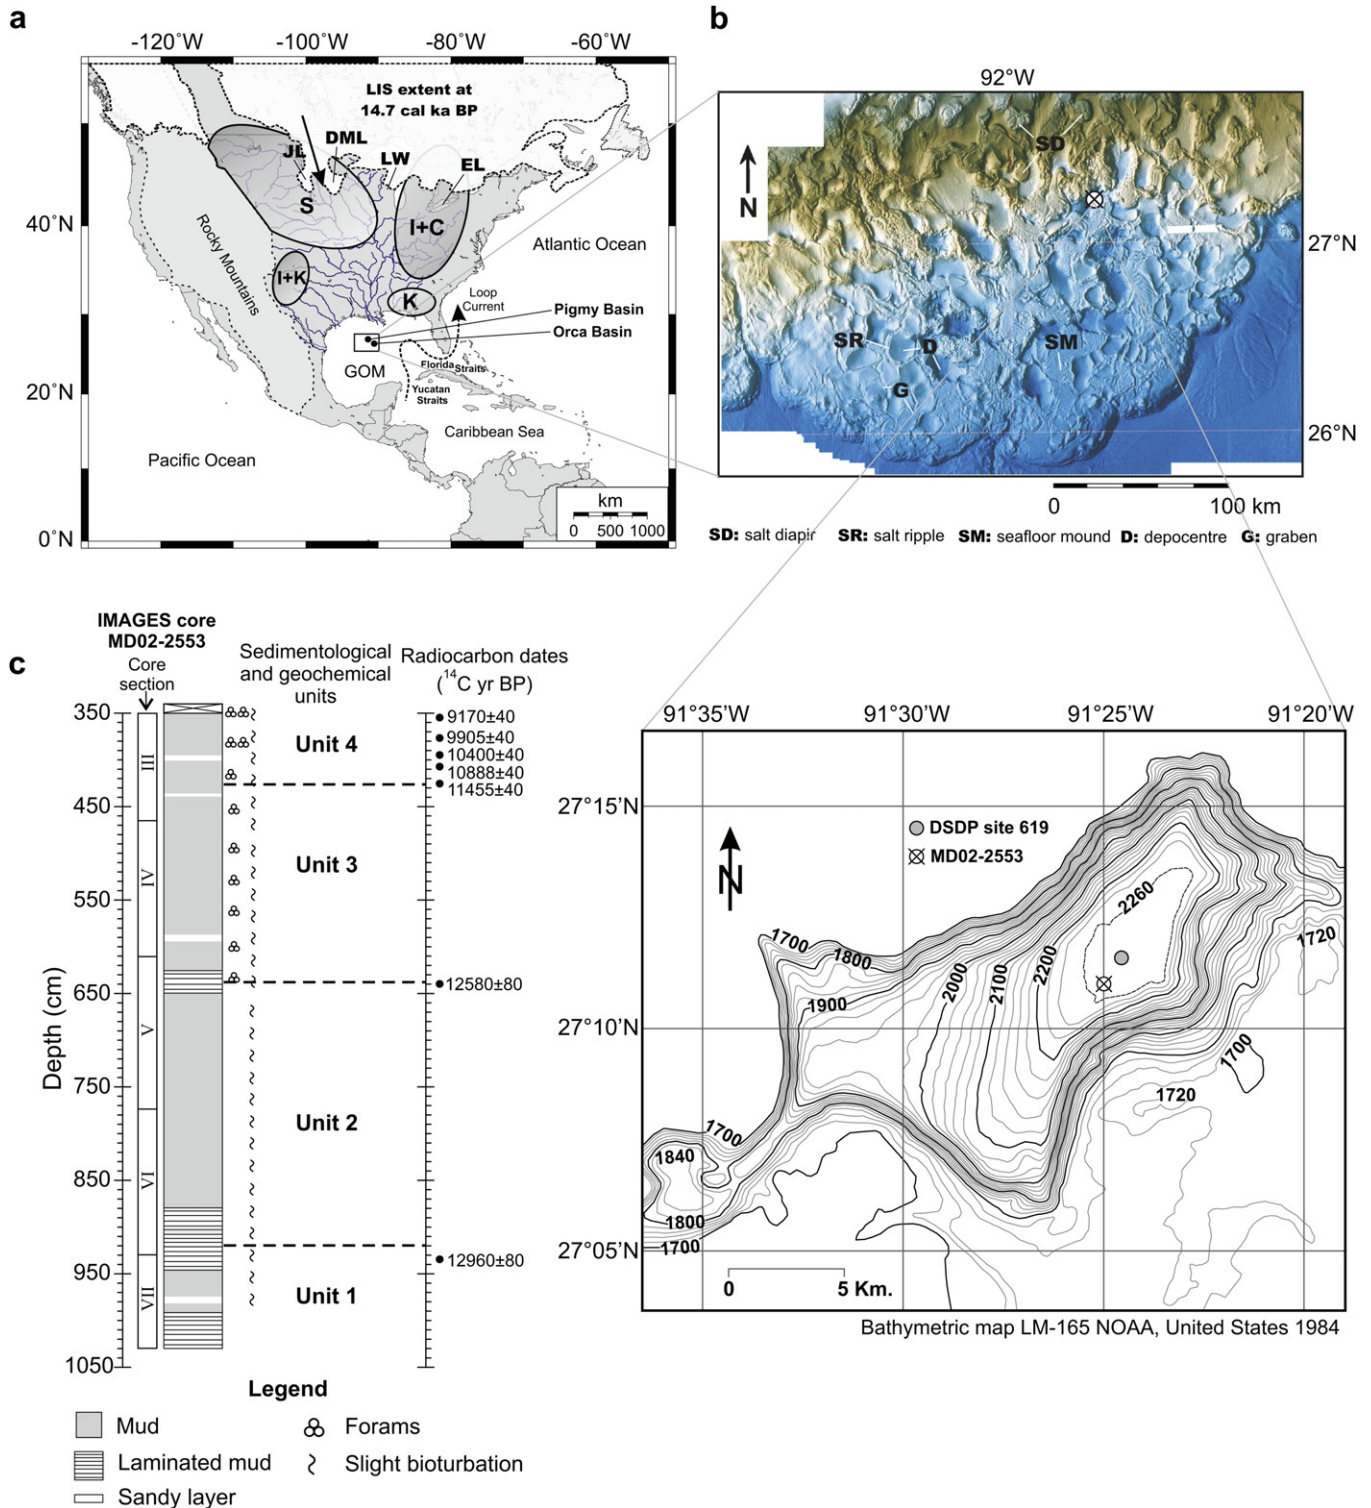 a
-120°W -100°W -80°W -60°W
40°N
20°N
0°N
LIS extent at
14.7 cal ka BP
JL
DML
LW
EL
S
I+C
I+K
K
Rocky Mountains
Atlantic Ocean
Loop
Current
Pigmy Basin
Orca Basin
GOM
Florida Straits
Yucatan
Straits
Caribbean Sea
Pacific Ocean
km
0 500 1000
b
92°W
N
SD
SR
D
SM
G
27°N
26°N
0 100 km
SD: salt diapir SR: salt ripple SM: seafloor mound D: depocentre G: graben
c
IMAGES core
MD02-2553
Core
section
Sedimentological
and geochemical
units
Radiocarbon dates
(14C yr BP)
Depth (cm)
350
450
550
650
750
850
950
1050
III
IV
V
VI
VII
Unit 4
Unit 3
Unit 2
Unit 1
9170±40
9905±40
10400±40
10888±40
11455±40
12580±80
12960±80
Legend
Mud
Forams
Laminated mud
Slight bioturbation
Sandy layer
91°35'W 91°30'W 91°25'W 91°20'W
27°15'N
27°10'N
27°05'N
N
DSDP site 619
MD02-2553
2260
2200
2100
2000
1900
1800
1700
1720
1700
1720
1700
1840
1800
1700
0 5 Km.
Bathymetric map LM-165 NOAA, United States 1984